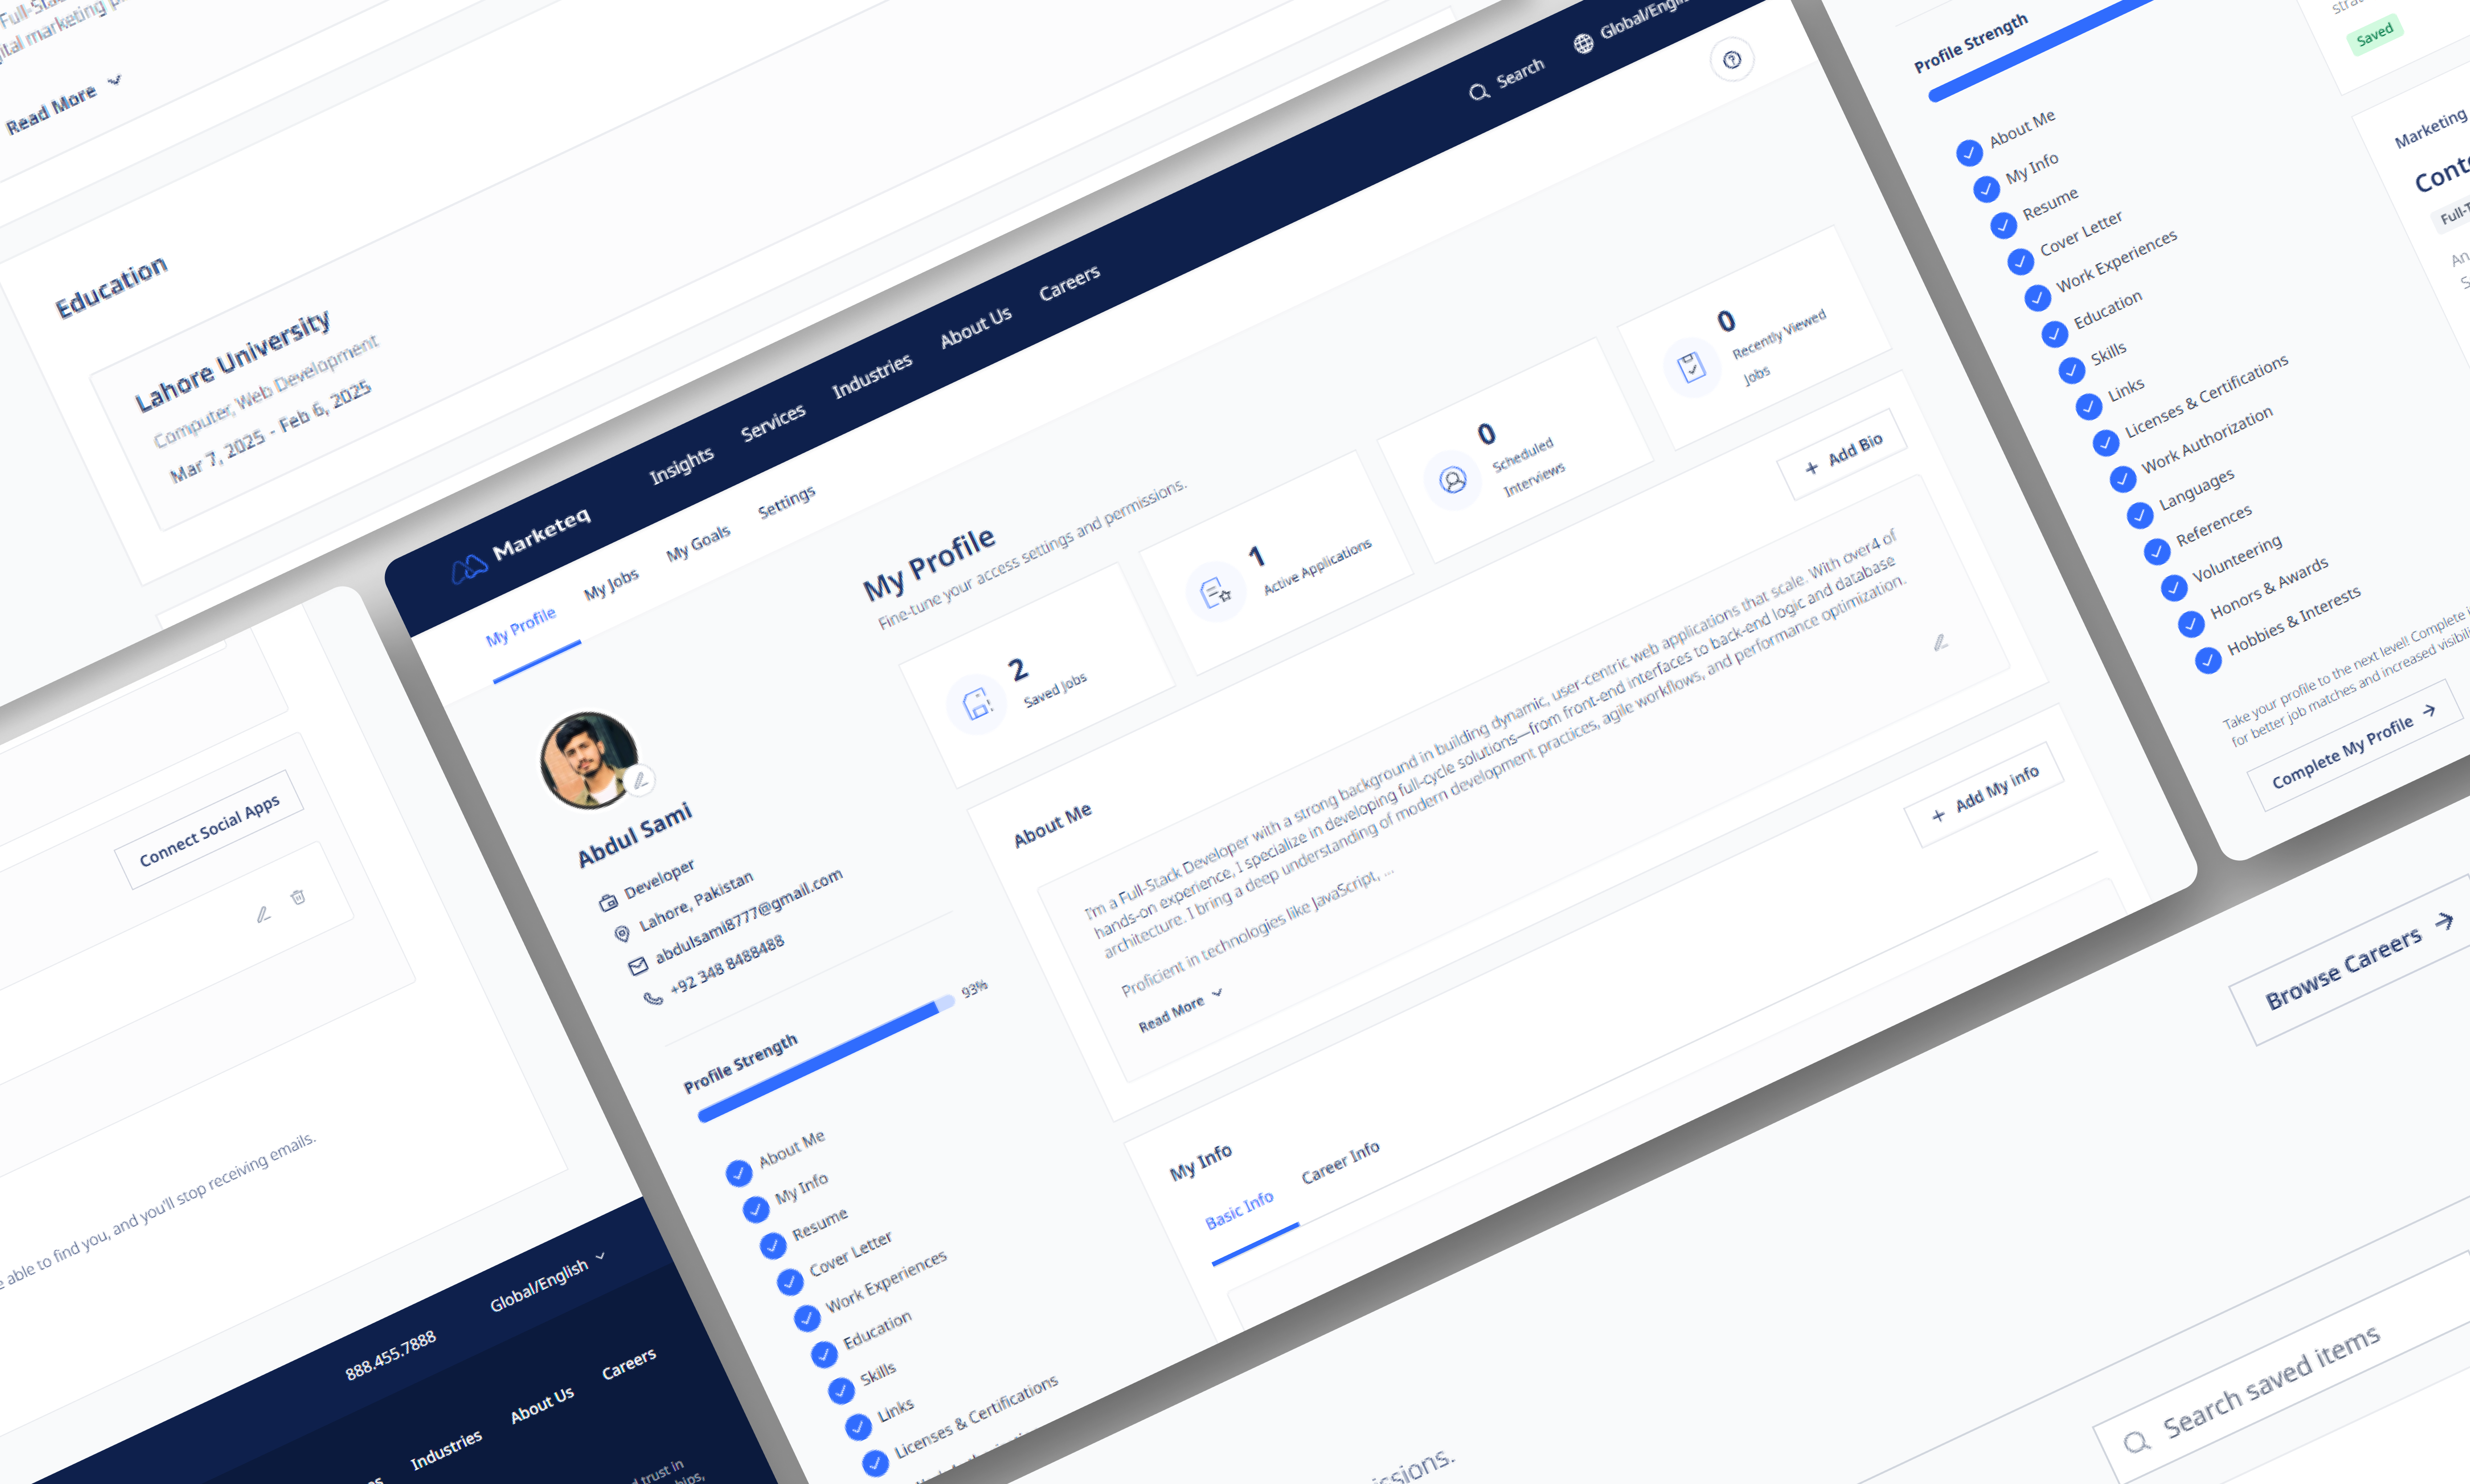 Read More
Education
Lahore University
Computer, Web Development
Mar 7, 2025 - Feb 6, 2025
Connect Social Apps
able to find you, and you'll stop receiving emails.
888.455.7888
Global/English
Industries
About Us
Careers
trust in
Marketeq
Insights
Services
Industries
About Us
Careers
Search
My Profile
My Jobs
My Goals
Settings
Abdul Sami
Developer
Lahore, Pakistan
abdulsami8777@gmail.com
+92 348 8488488
Profile Strength
93%
About Me
My Info
Resume
Cover Letter
Work Experiences
Education
Skills
Links
Licenses & Certifications
My Profile
Fine-tune your access settings and permissions.
2
Saved Jobs
1
Active Applications
0
Scheduled
Interviews
0
Recently Viewed
Jobs
About Me
+ Add Bio
I'm a Full-Stack Developer with a strong background in building dynamic, user-centric web applications that scale. With over4 of
hands-on experience, I specialize in developing full-cycle solutions—from front-end interfaces to back-end logic and database
architecture. I bring a deep understanding of modern development practices, agile workflows, and performance optimization.
Proficient in technologies like JavaScript, ...
Read More
My Info
+ Add My info
Basic Info
Career Info
Profile Strength
About Me
My Info
Resume
Cover Letter
Work Experiences
Education
Skills
Links
Licenses & Certifications
Work Authorization
Languages
References
Volunteering
Honors & Awards
Hobbies & Interests
Take your profile to the next level! Complete
for better job matches and increased
Complete My Profile →
Saved
Marketing
Browse Careers →
Search saved items